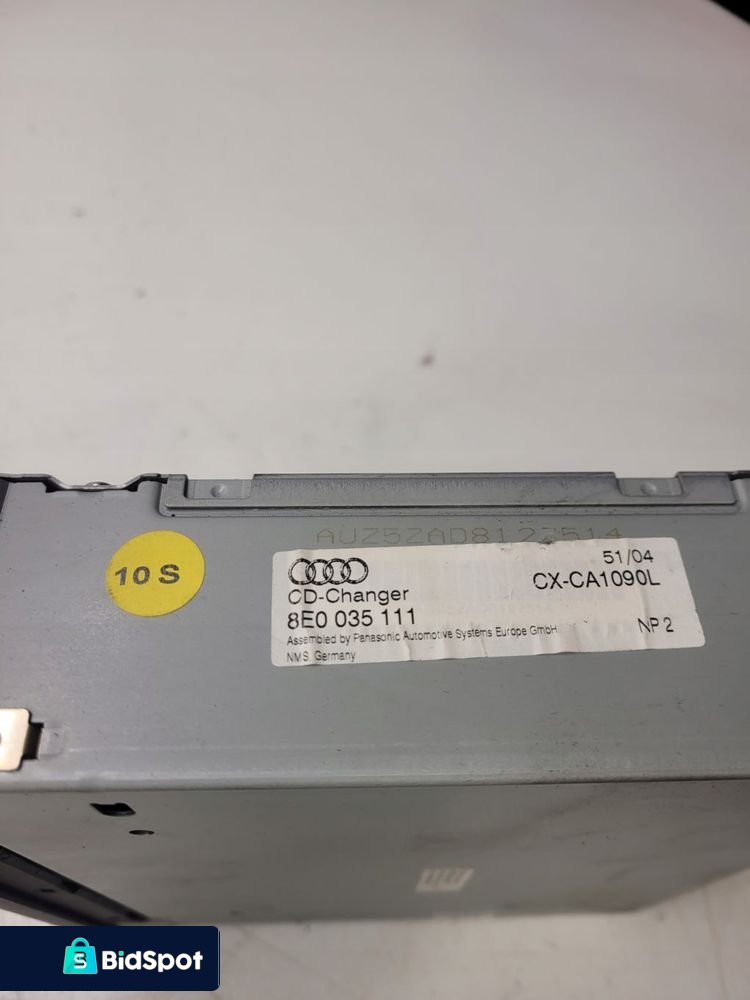 AUZ5ZAD8127514
10 S
51/04
CD-Changer
CX-CA1090L
8E0 035 111
Assembled by Panasonic Automotive Systems Europe GmbH
NP 2
NMS Germany
BidSpot